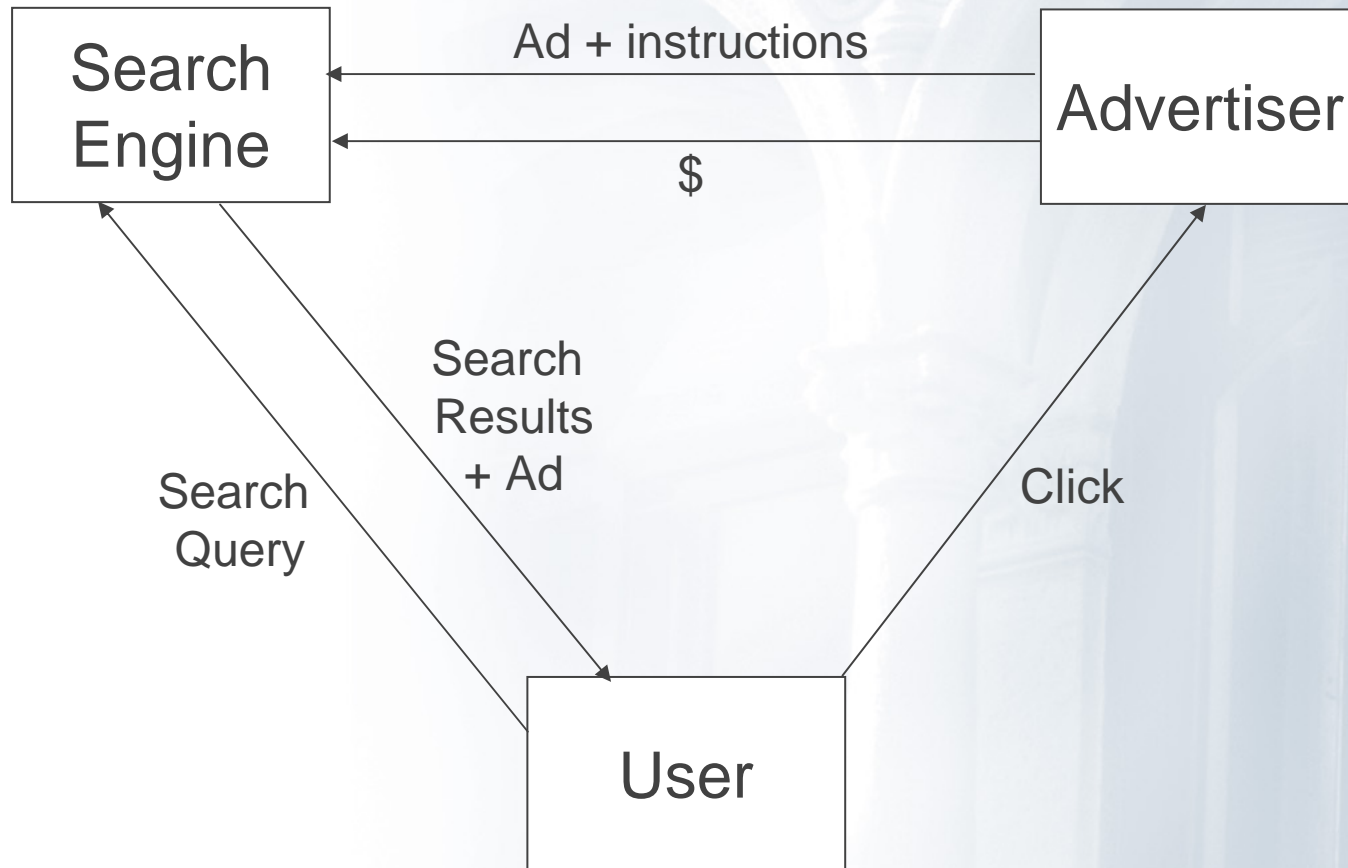 Search
Engine
Ad + instructions
$
Advertiser
Search
Results
+ Ad
Search
Query
Click
User